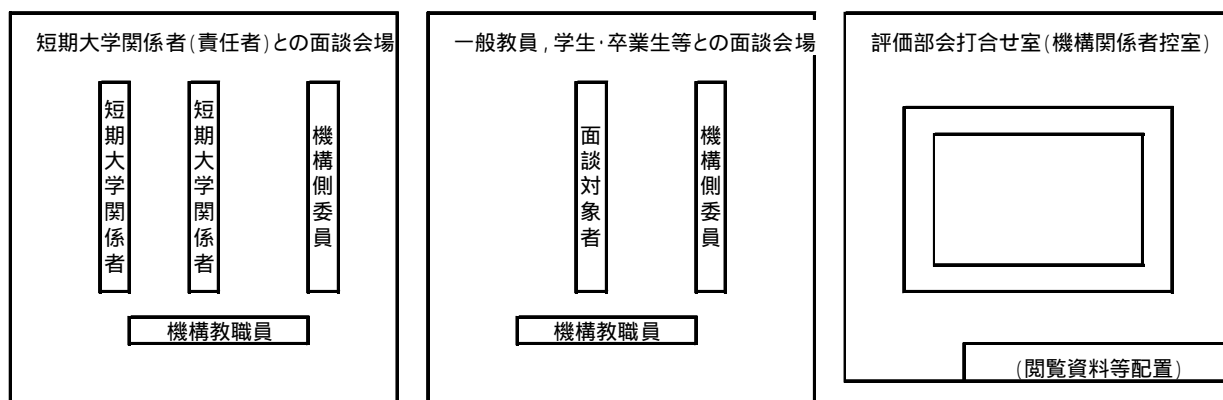 短期大学関係者(責任者)との面談会場
短期大学関係者
短期大学関係者
機構側委員
機構教職員
一般教員,学生・卒業生等との面談会場
面談対象者
機構側委員
機構教職員
評価部会打合せ室(機構関係者控室)
(閲覧資料等配置)